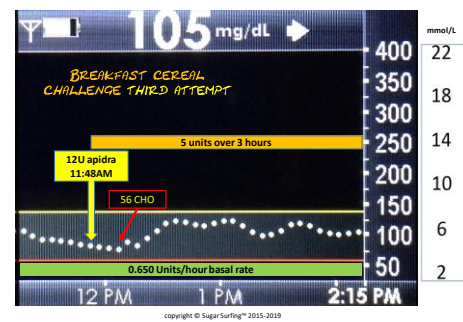 105 mg/dL
mmol/L
BREAKFAST CEREAL
CHALLENGE THIRD ATTEMPT
400
350
300
250
200
150
100
50
22
18
14
10
6
2
5 units over 3 hours
12U apidra
11:48AM
56 CHO
0.650 Units/hour basal rate
12 PM
1 PM
2:15 PM
copyright © Sugar Surfing™ 2015-2019